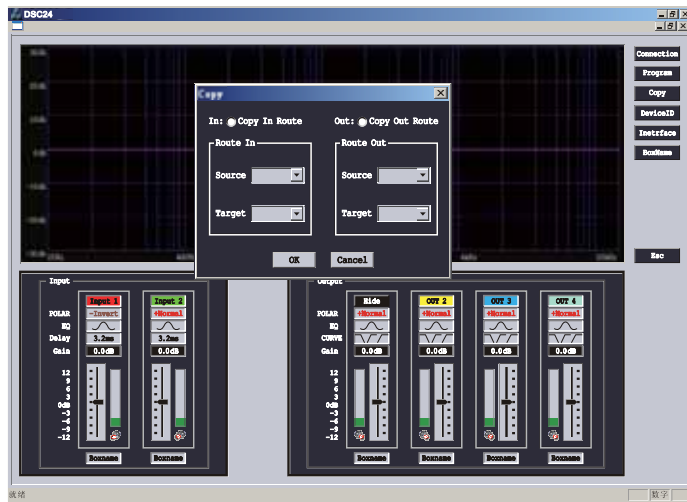 DSC24
Connection
Program
Copy
DeviceID
Inetrface
BoxName
Esc
Copy
In: Copy In Route Out: Copy Out Route
Route In Route Out
Source Source
Target Target
OK Cancel
Input Output
Input 1 Input 2 Hide OUT 2 OUT 3 OUT 4
POLAR -Invert +Normal POLAR +Normal +Normal +Normal +Normal
EQ EQ
Delay 3.2ms 3.2ms CURVE
Gain 0.0dB 0.0dB Gain 0.0dB 0.0dB 0.0dB 0.0dB
12 12
9 9
6 6
3 3
0dB 0dB
-3 -3
-6 -6
-9 -9
-12 -12
Boxname Boxname Boxname Boxname Boxname Boxname
就绪 数字